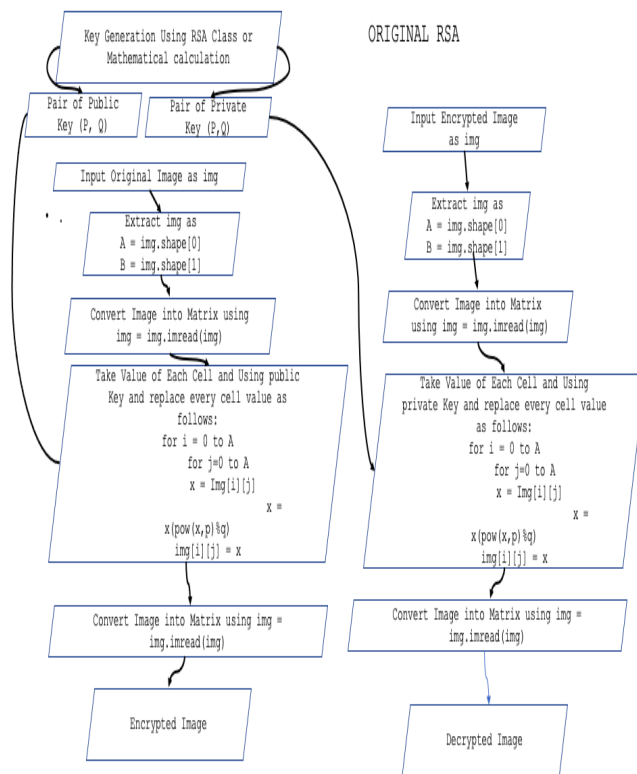 ORIGINAL RSA
Key Generation Using RSA Class or
Mathematical calculation
Pair of Public
Key (P, Q)
Pair of Private
Key (P,Q)
Input Original Image as img
Extract img as
A = img.shape[0]
B = img.shape[1]
Convert Image into Matrix using
img = img.imread(img)
Take Value of Each Cell and Using public
Key and replace every cell value as
follows:
for i = 0 to A
for j=0 to A
x = Img[i][j]
x =
x(pow(x,p)%q)
img[i][j] = x
Convert Image into Matrix using img =
img.imread(img)
Encrypted Image
Input Encrypted Image
as img
Extract img as
A = img.shape[0]
B = img.shape[1]
Convert Image into Matrix
using img = img.imread(img)
Take Value of Each Cell and Using
private Key and replace every cell value
as follows:
for i = 0 to A
for j=0 to A
x = Img[i][j]
x =
x(pow(x,p)%q)
img[i][j] = x
Convert Image into Matrix using img =
img.imread(img)
Decrypted Image